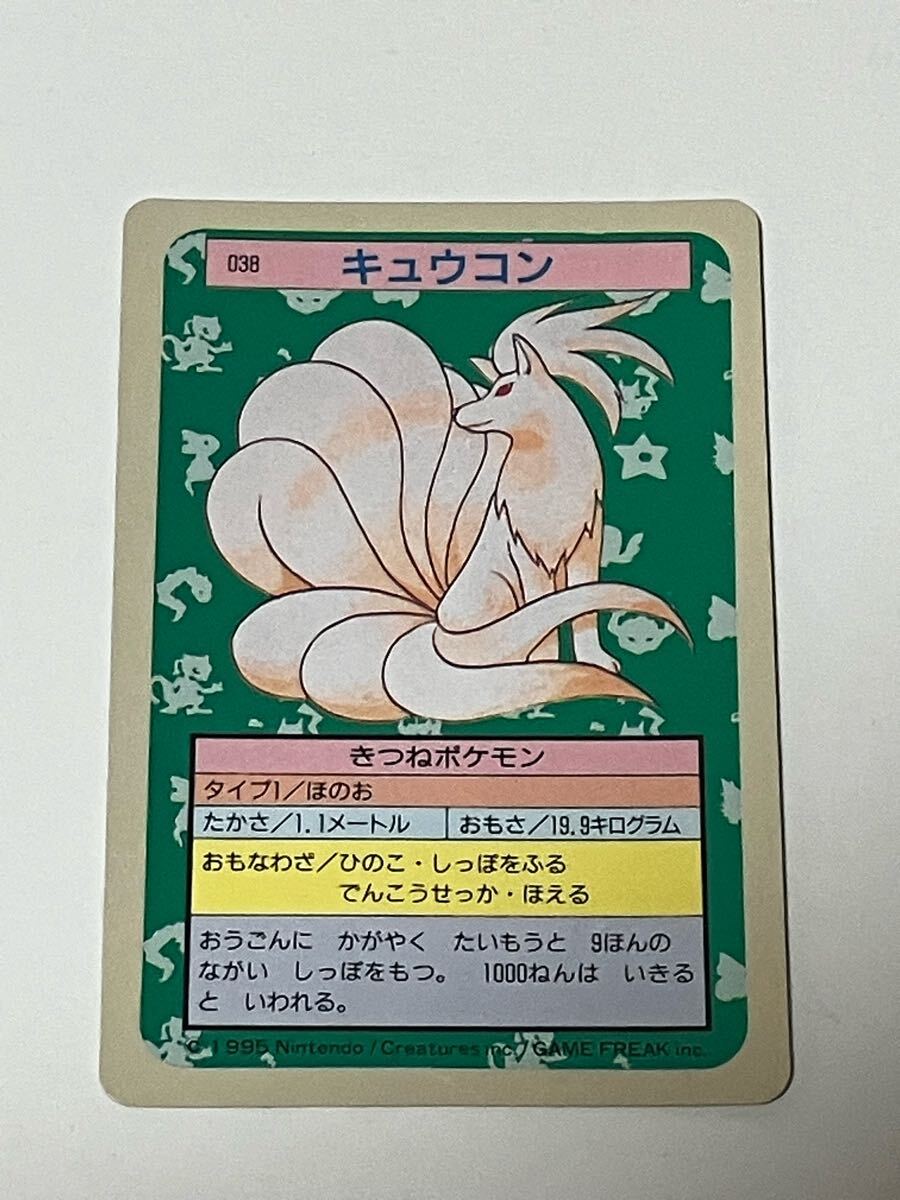 038 キュウコン
きつねポケモン
タイプ1／ほのお
たかさ／1.1メートル おもさ／19.9キログラム
おもなわざ／ひのこ・しっぽをふる
でんこうせっか・ほえる
おうごんに かがやく たいもうと 9ほんの
ながい しっぽをもつ。 1000ねんは いきる
と いわれる。
© 1995 Nintendo/Creatures inc./GAME FREAK inc.